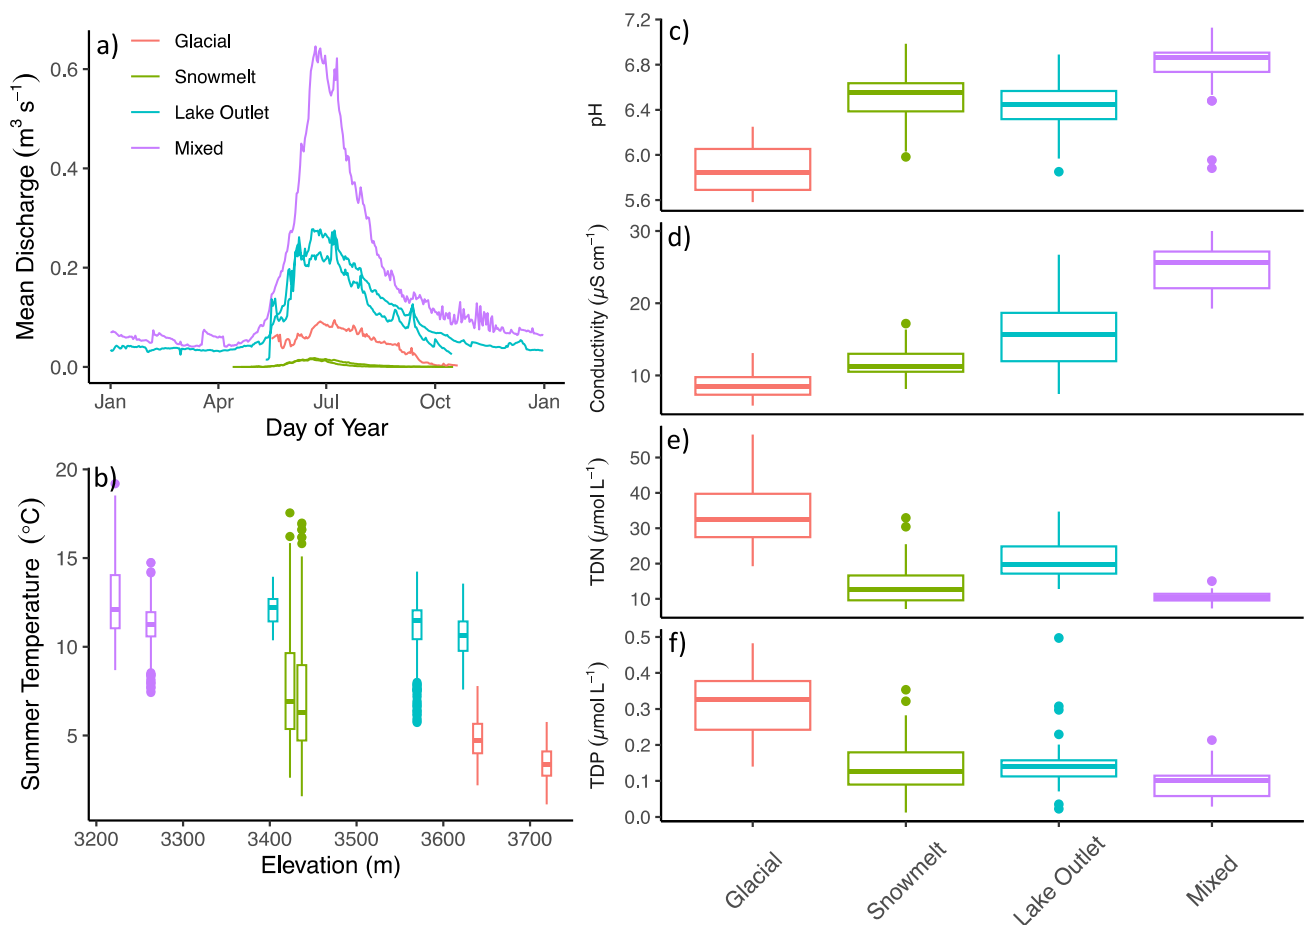 a)
Glacial
Snowmelt
Lake Outlet
Mixed
Mean Discharge (m³ s⁻¹)
0.6
0.4
0.2
0.0
Jan Apr Jul Oct Jan
Day of Year
b)
Summer Temperature (°C)
20
15
10
5
3200 3300 3400 3500 3600 3700
Elevation (m)
c)
pH
7.2
6.8
6.4
6.0
5.6
d)
Conductivity (μS cm⁻¹)
30
20
10
e)
TDN (μmol L⁻¹)
50
40
30
20
10
f)
TDP (μmol L⁻¹)
0.5
0.4
0.3
0.2
0.1
0.0
Glacial
Snowmelt
Lake Outlet
Mixed